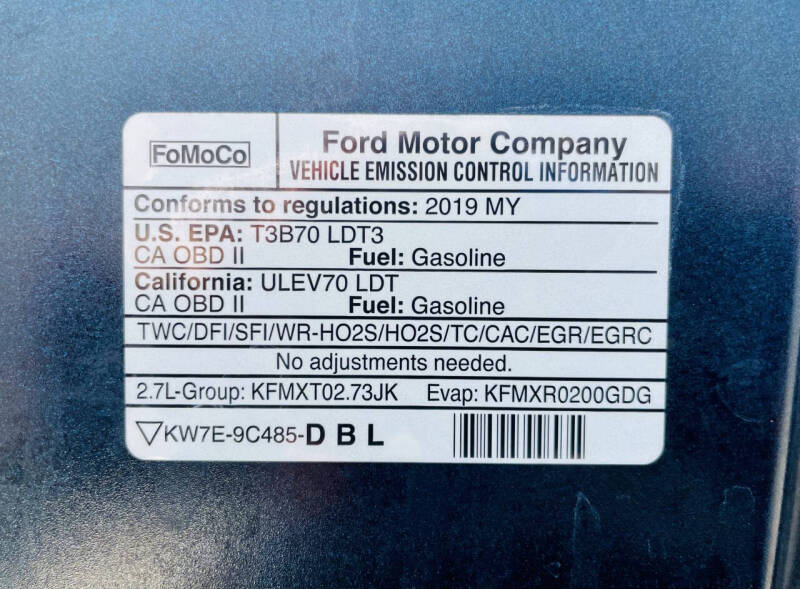 FoMoCo
Ford Motor Company
VEHICLE EMISSION CONTROL INFORMATION
Conforms to regulations: 2019 MY
U.S. EPA: T3B70 LDT3
CA OBD II Fuel: Gasoline
California: ULEV70 LDT
CA OBD II Fuel: Gasoline
TWC/DFI/SFI/WR-HO2S/HO2S/TC/CAC/EGR/EGRC
No adjustments needed.
2.7L-Group: KFMXT02.73JK Evap: KFMXR0200GDG
▽KW7E-9C485-D B L